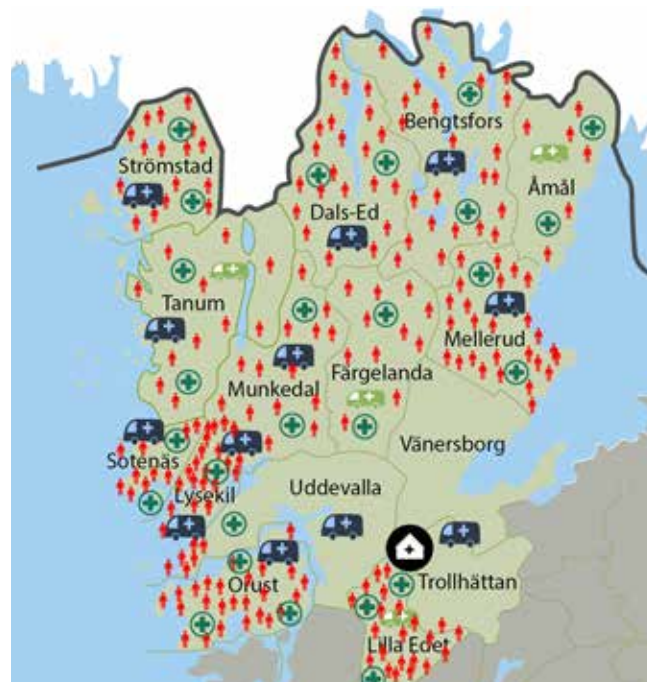 Bengtsfors
Strömstad
Åmål
Dals-Ed
Tanum
Mellerud
Munkedal
Färgelanda
Vänersborg
Sotenäs
Lysekil
Uddevalla
Orust
Trollhättan
Lilla Edet